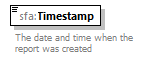 sfa:Timestamp
The date and time when the
report was created